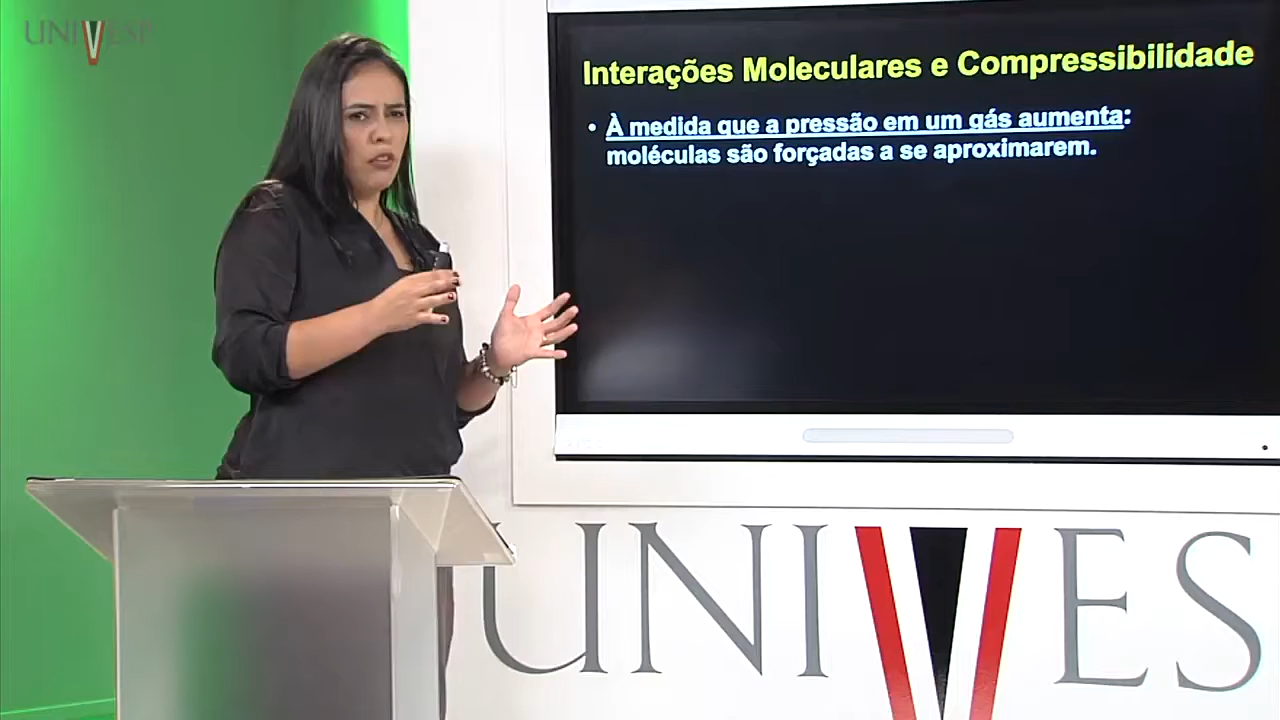 UNIVESP
Interações Moleculares e Compressibilidade
• À medida que a pressão em um gás aumenta:
moléculas são forçadas a se aproximarem.
UNIVES